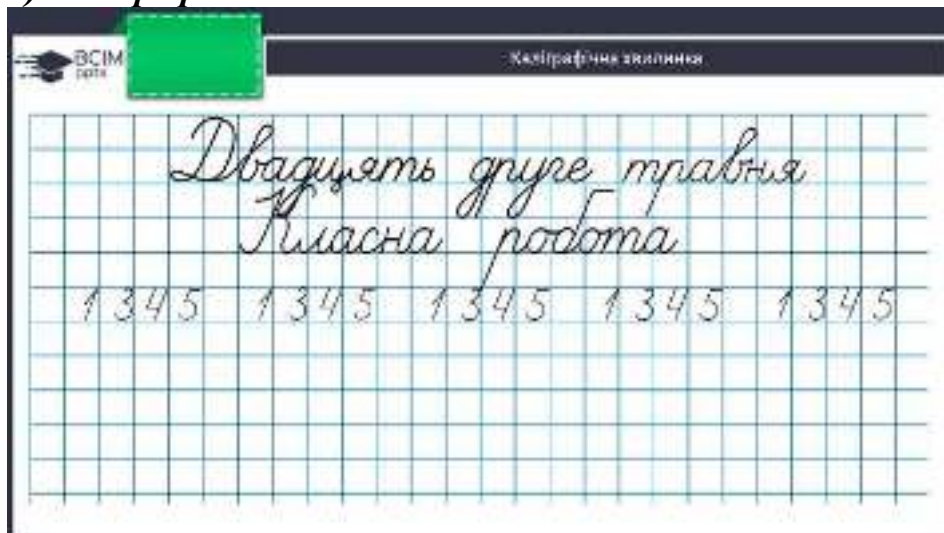 ВСІМ
pptx
Каліграфічна хвилинка
Двадцять друге травня
Класна робота
1 3 4 5 1 3 4 5 1 3 4 5 1 3 4 5 1 3 4 5